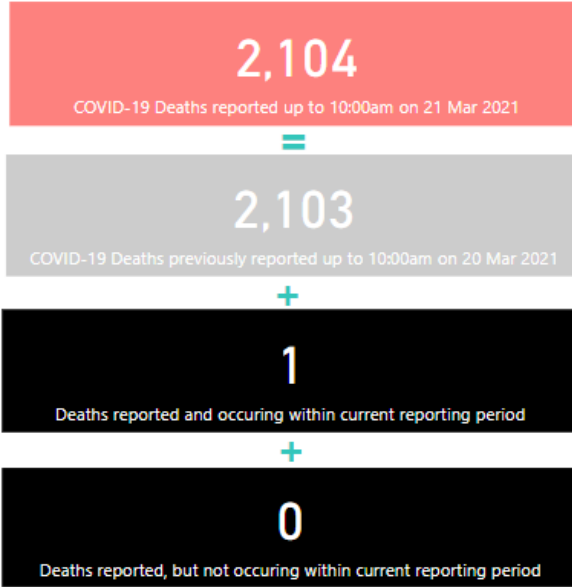 2,104
COVID-19 Deaths reported up to 10:00am on 21 Mar 2021
=
2,103
COVID-19 Deaths previously reported up to 10:00am on 20 Mar 2021
+
1
Deaths reported and occuring within current reporting period
+
0
Deaths reported, but not occuring within current reporting period